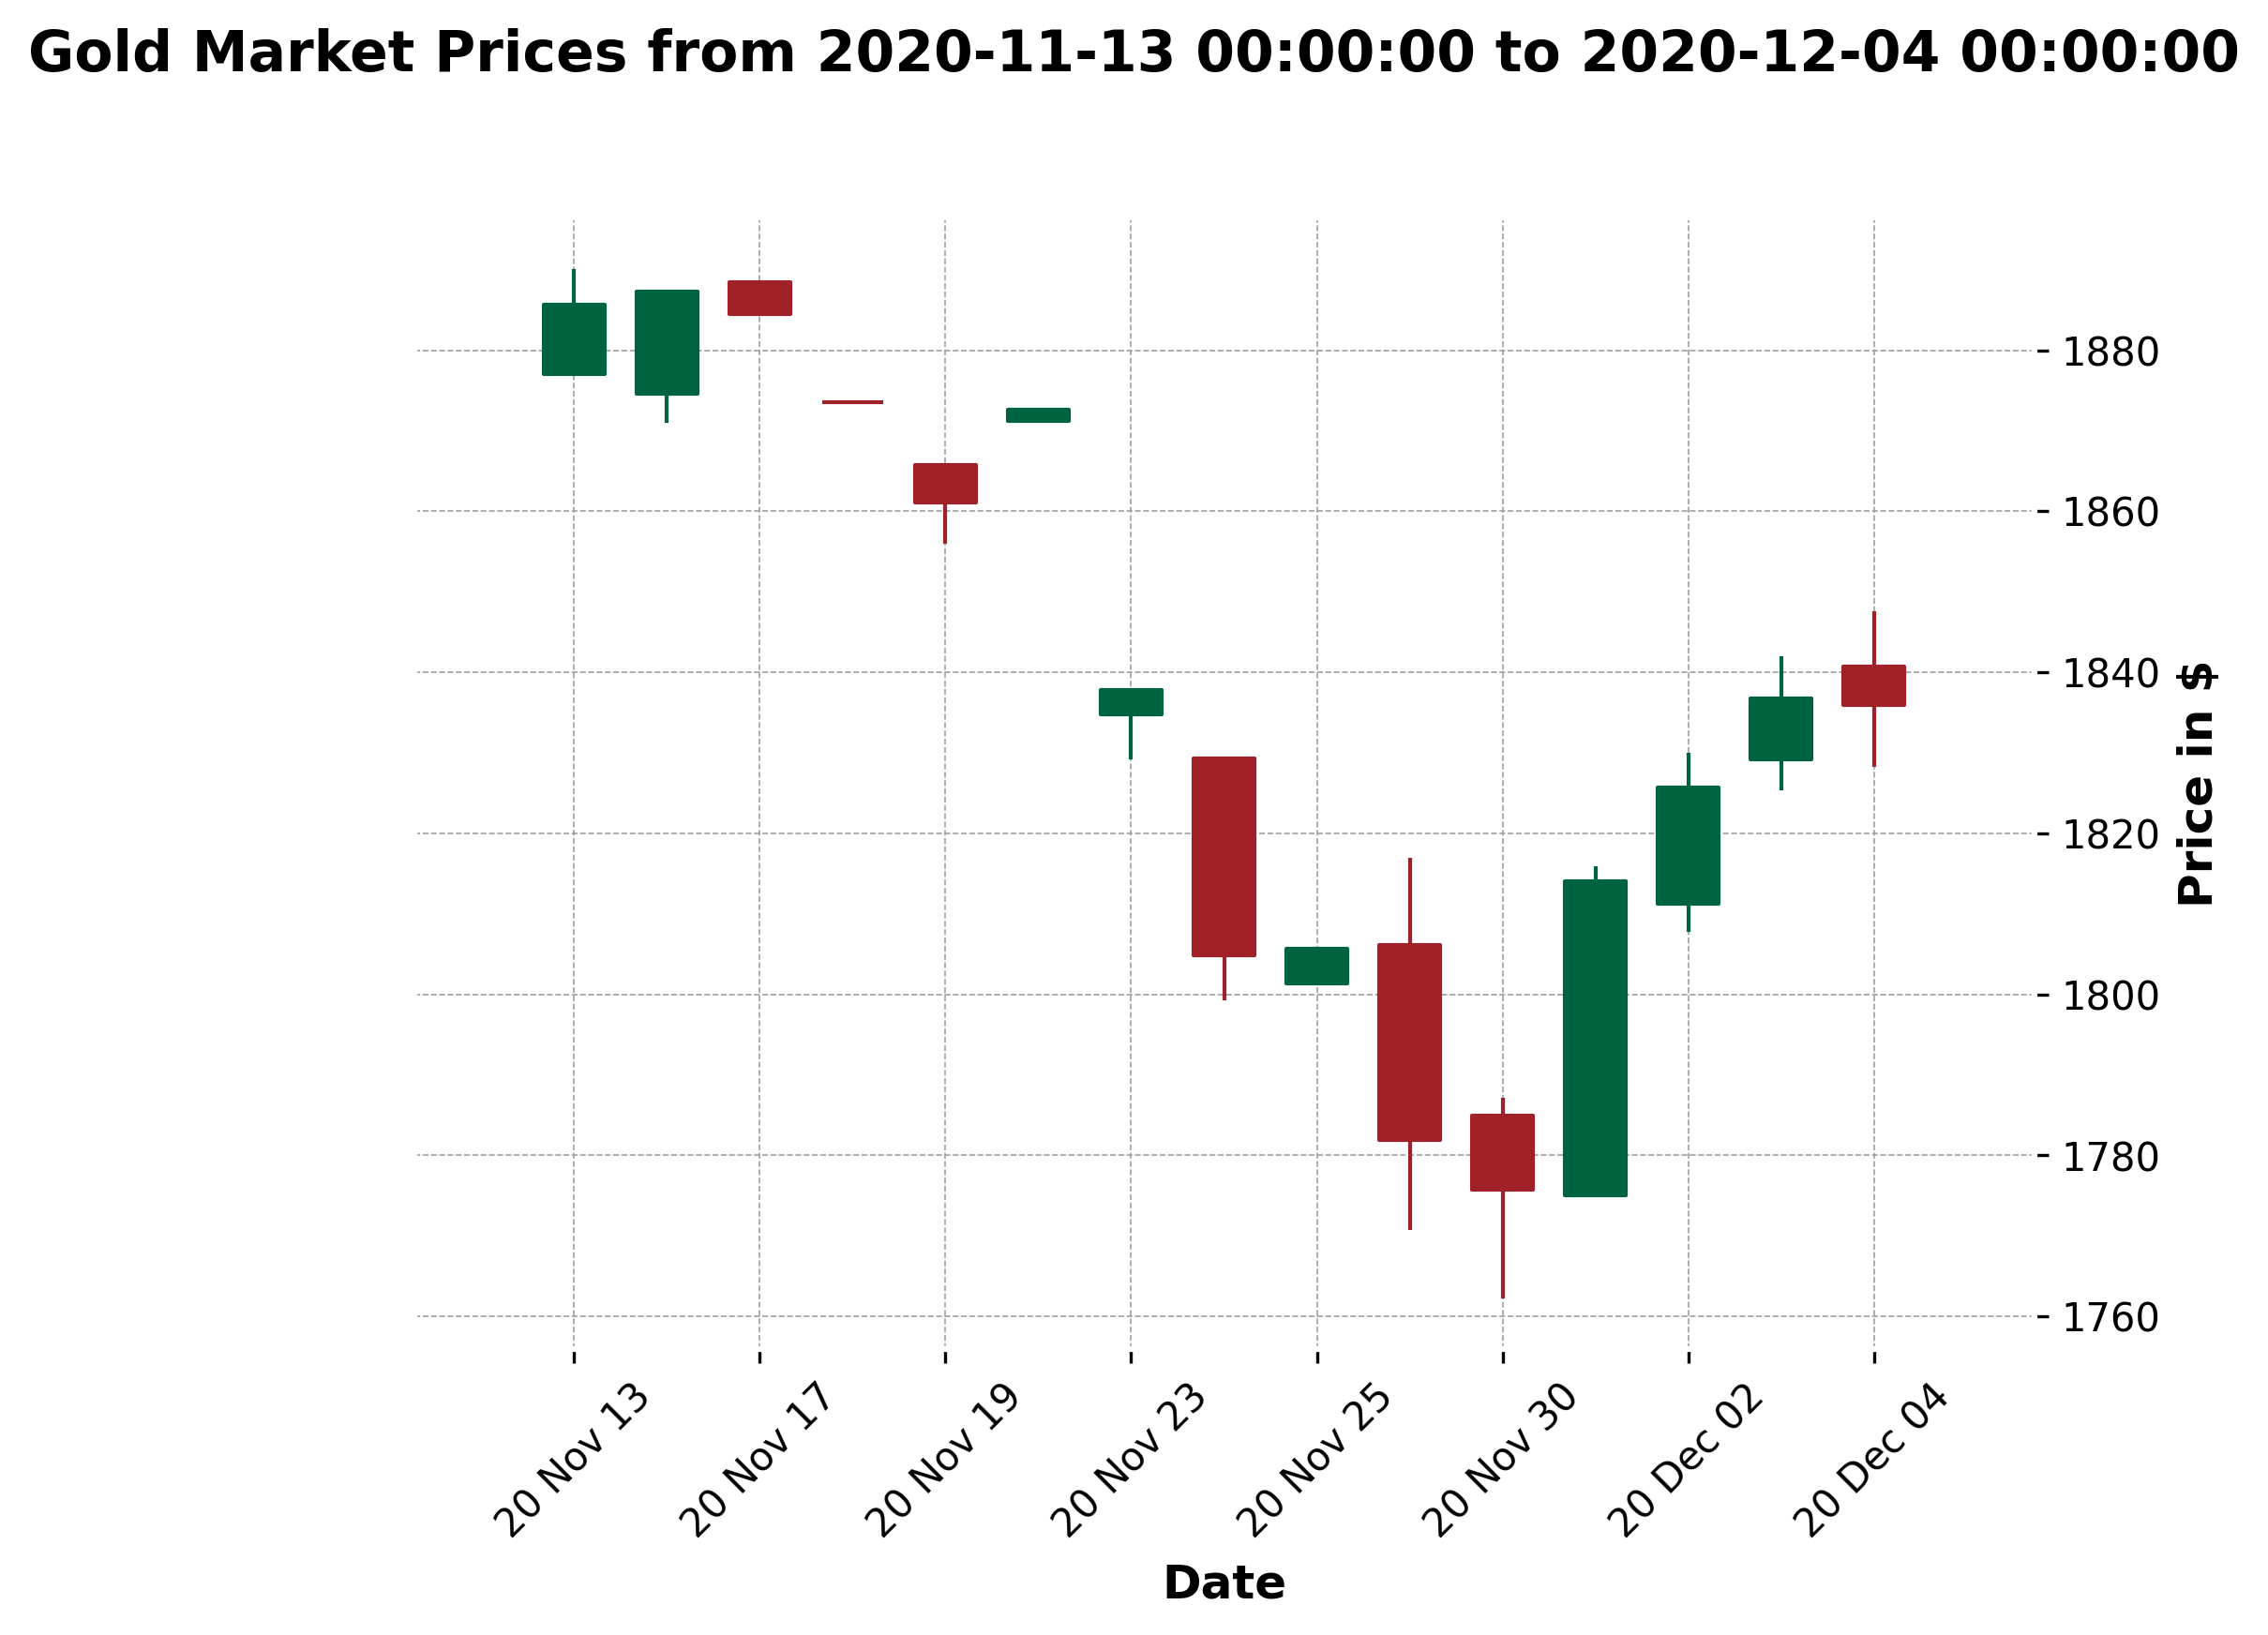 Gold Market Prices from 2020-11-13 00:00:00 to 2020-12-04 00:00:00
1880
1860
1840
1820
1800
1780
1760
Price in $
20 Nov 13
20 Nov 17
20 Nov 19
20 Nov 23
20 Nov 25
20 Nov 30
20 Dec 02
20 Dec 04
Date